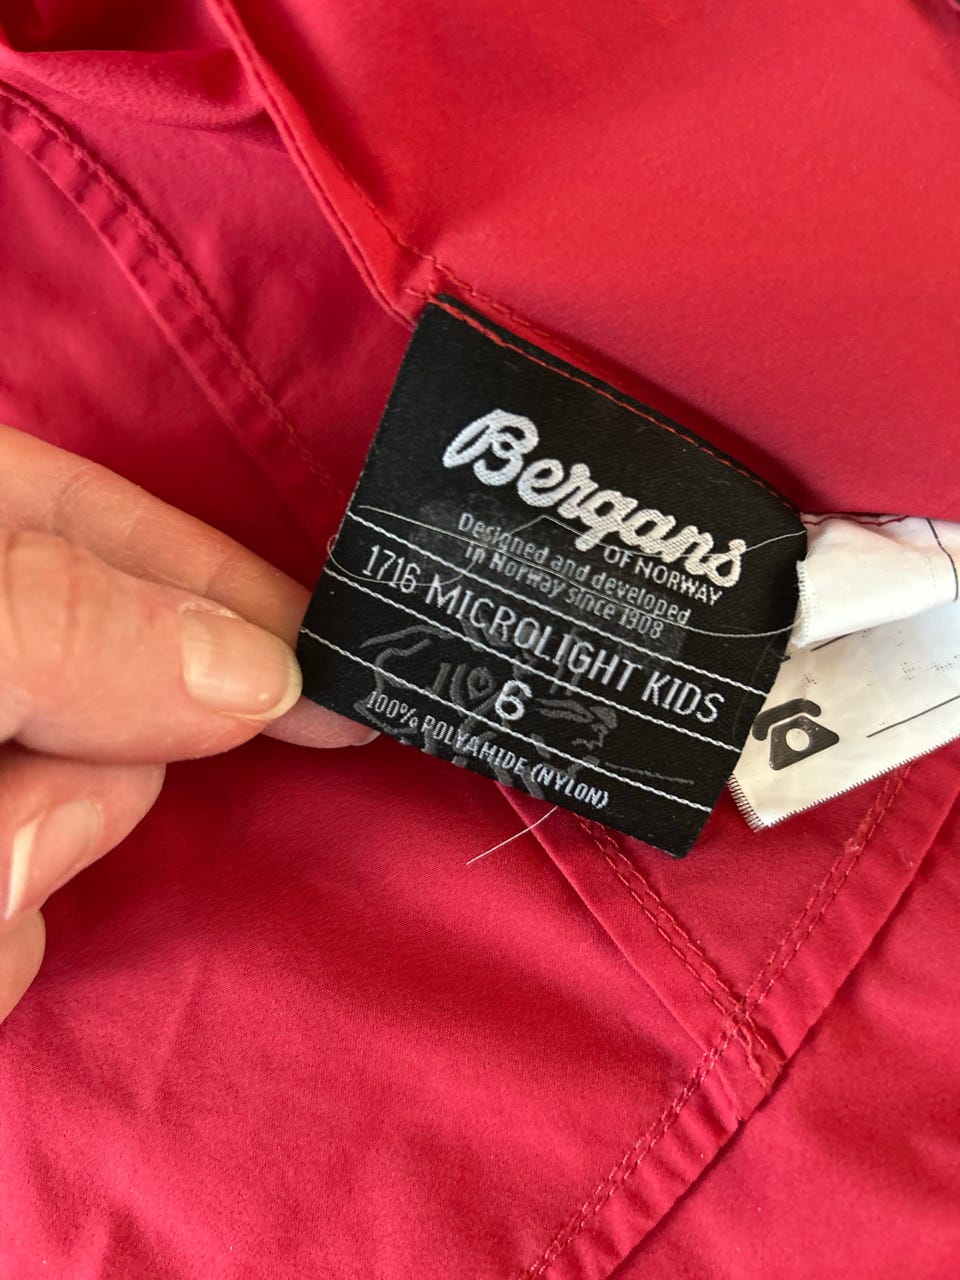 Bergans
OF NORWAY
Designed and developed
in Norway since 1908
1716 MICROLIGHT KIDS
6
100% POLYAMIDE (NYLON)